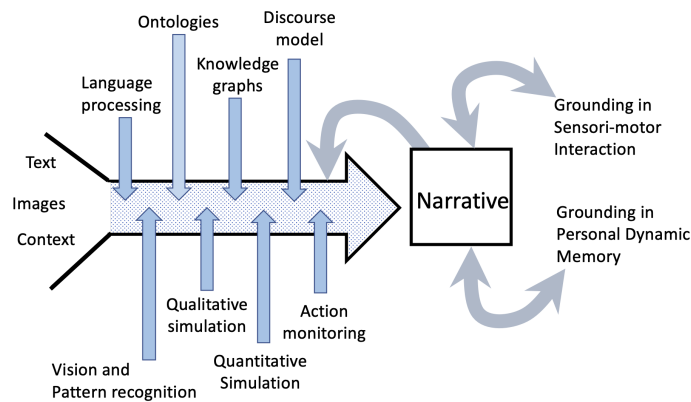 Ontologies
Discourse
model
Language
processing
Knowledge
graphs
Text
Images
Context
Narrative
Grounding in
Sensori-motor
Interaction
Grounding in
Personal Dynamic
Memory
Qualitative
simulation
Action
monitoring
Vision and
Pattern recognition
Quantitative
Simulation